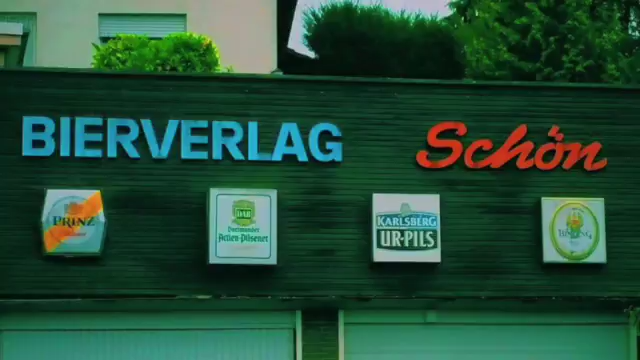 BIERVERLAG Schön
PRINZ
DAB
Dortmunder
Actien-Pilsener
KARLSBERG
UR-PILS